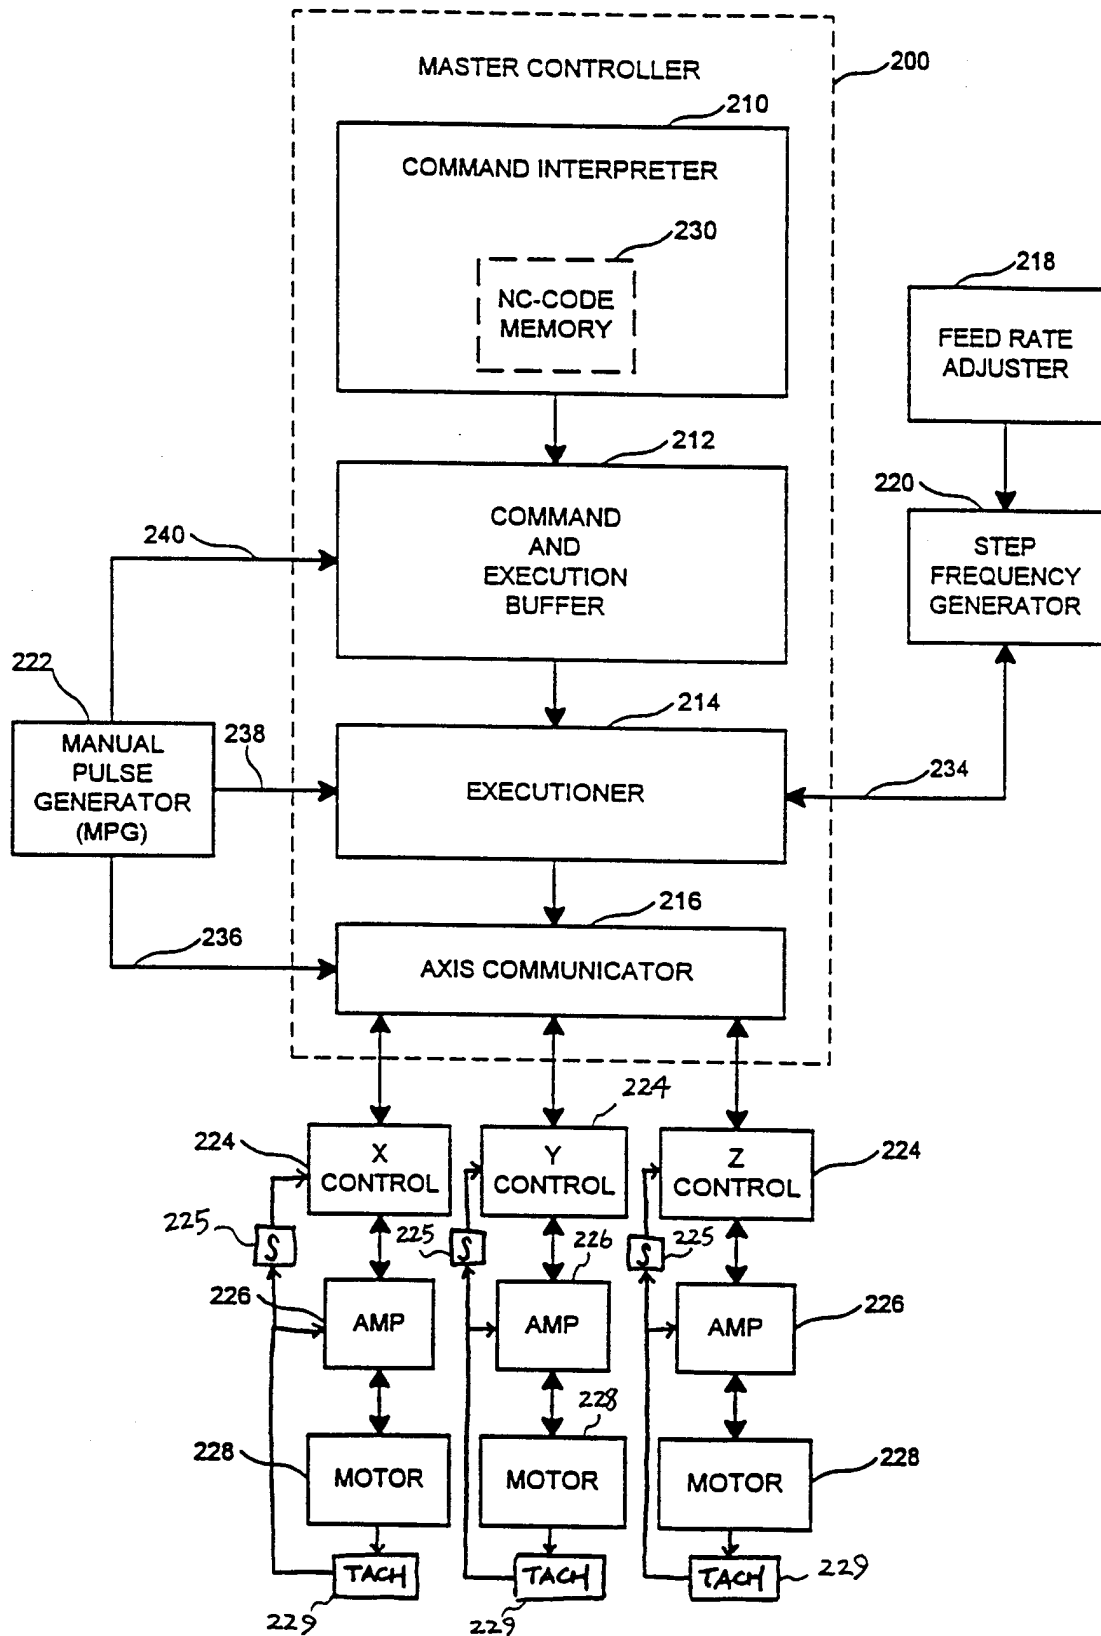 MASTER CONTROLLER
200
210
COMMAND INTERPRETER
230
NC-CODE
MEMORY
218
FEED RATE
ADJUSTER
212
COMMAND
AND
EXECUTION
BUFFER
220
STEP
FREQUENCY
GENERATOR
240
222
MANUAL
PULSE
GENERATOR
(MPG)
238
214
EXECUTIONER
234
236
216
AXIS COMMUNICATOR
224
224
X
CONTROL
Y
CONTROL
Z
CONTROL
224
225
S
225
S
226
S
225
226
AMP
AMP
AMP
226
228
228
MOTOR
MOTOR
MOTOR
228
TACH
TACH
TACH
229
229
229